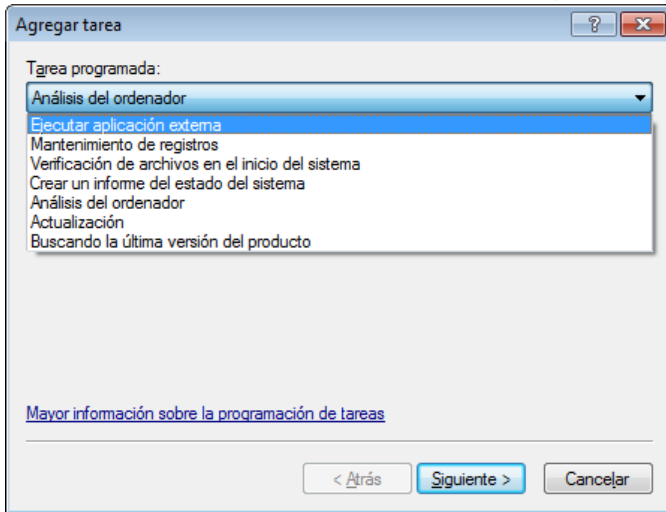 Agregar tarea
Tarea programada:
Análisis del ordenador
Ejecutar aplicación externa
Mantenimiento de registros
Verificación de archivos en el inicio del sistema
Crear un informe del estado del sistema
Análisis del ordenador
Actualización
Buscando la última versión del producto
Mayor información sobre la programación de tareas
< Atrás Siguiente > Cancelar